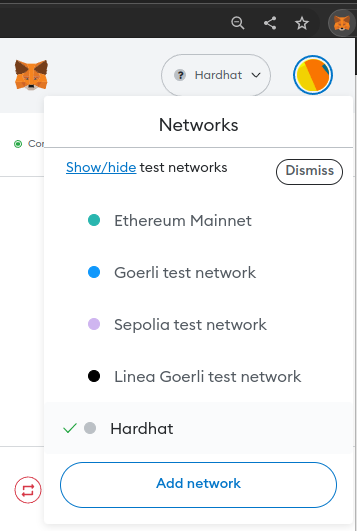 Hardhat
Networks
Show/hide test networks
Dismiss
Ethereum Mainnet
Goerli test network
Sepolia test network
Linea Goerli test network
Hardhat
Add network